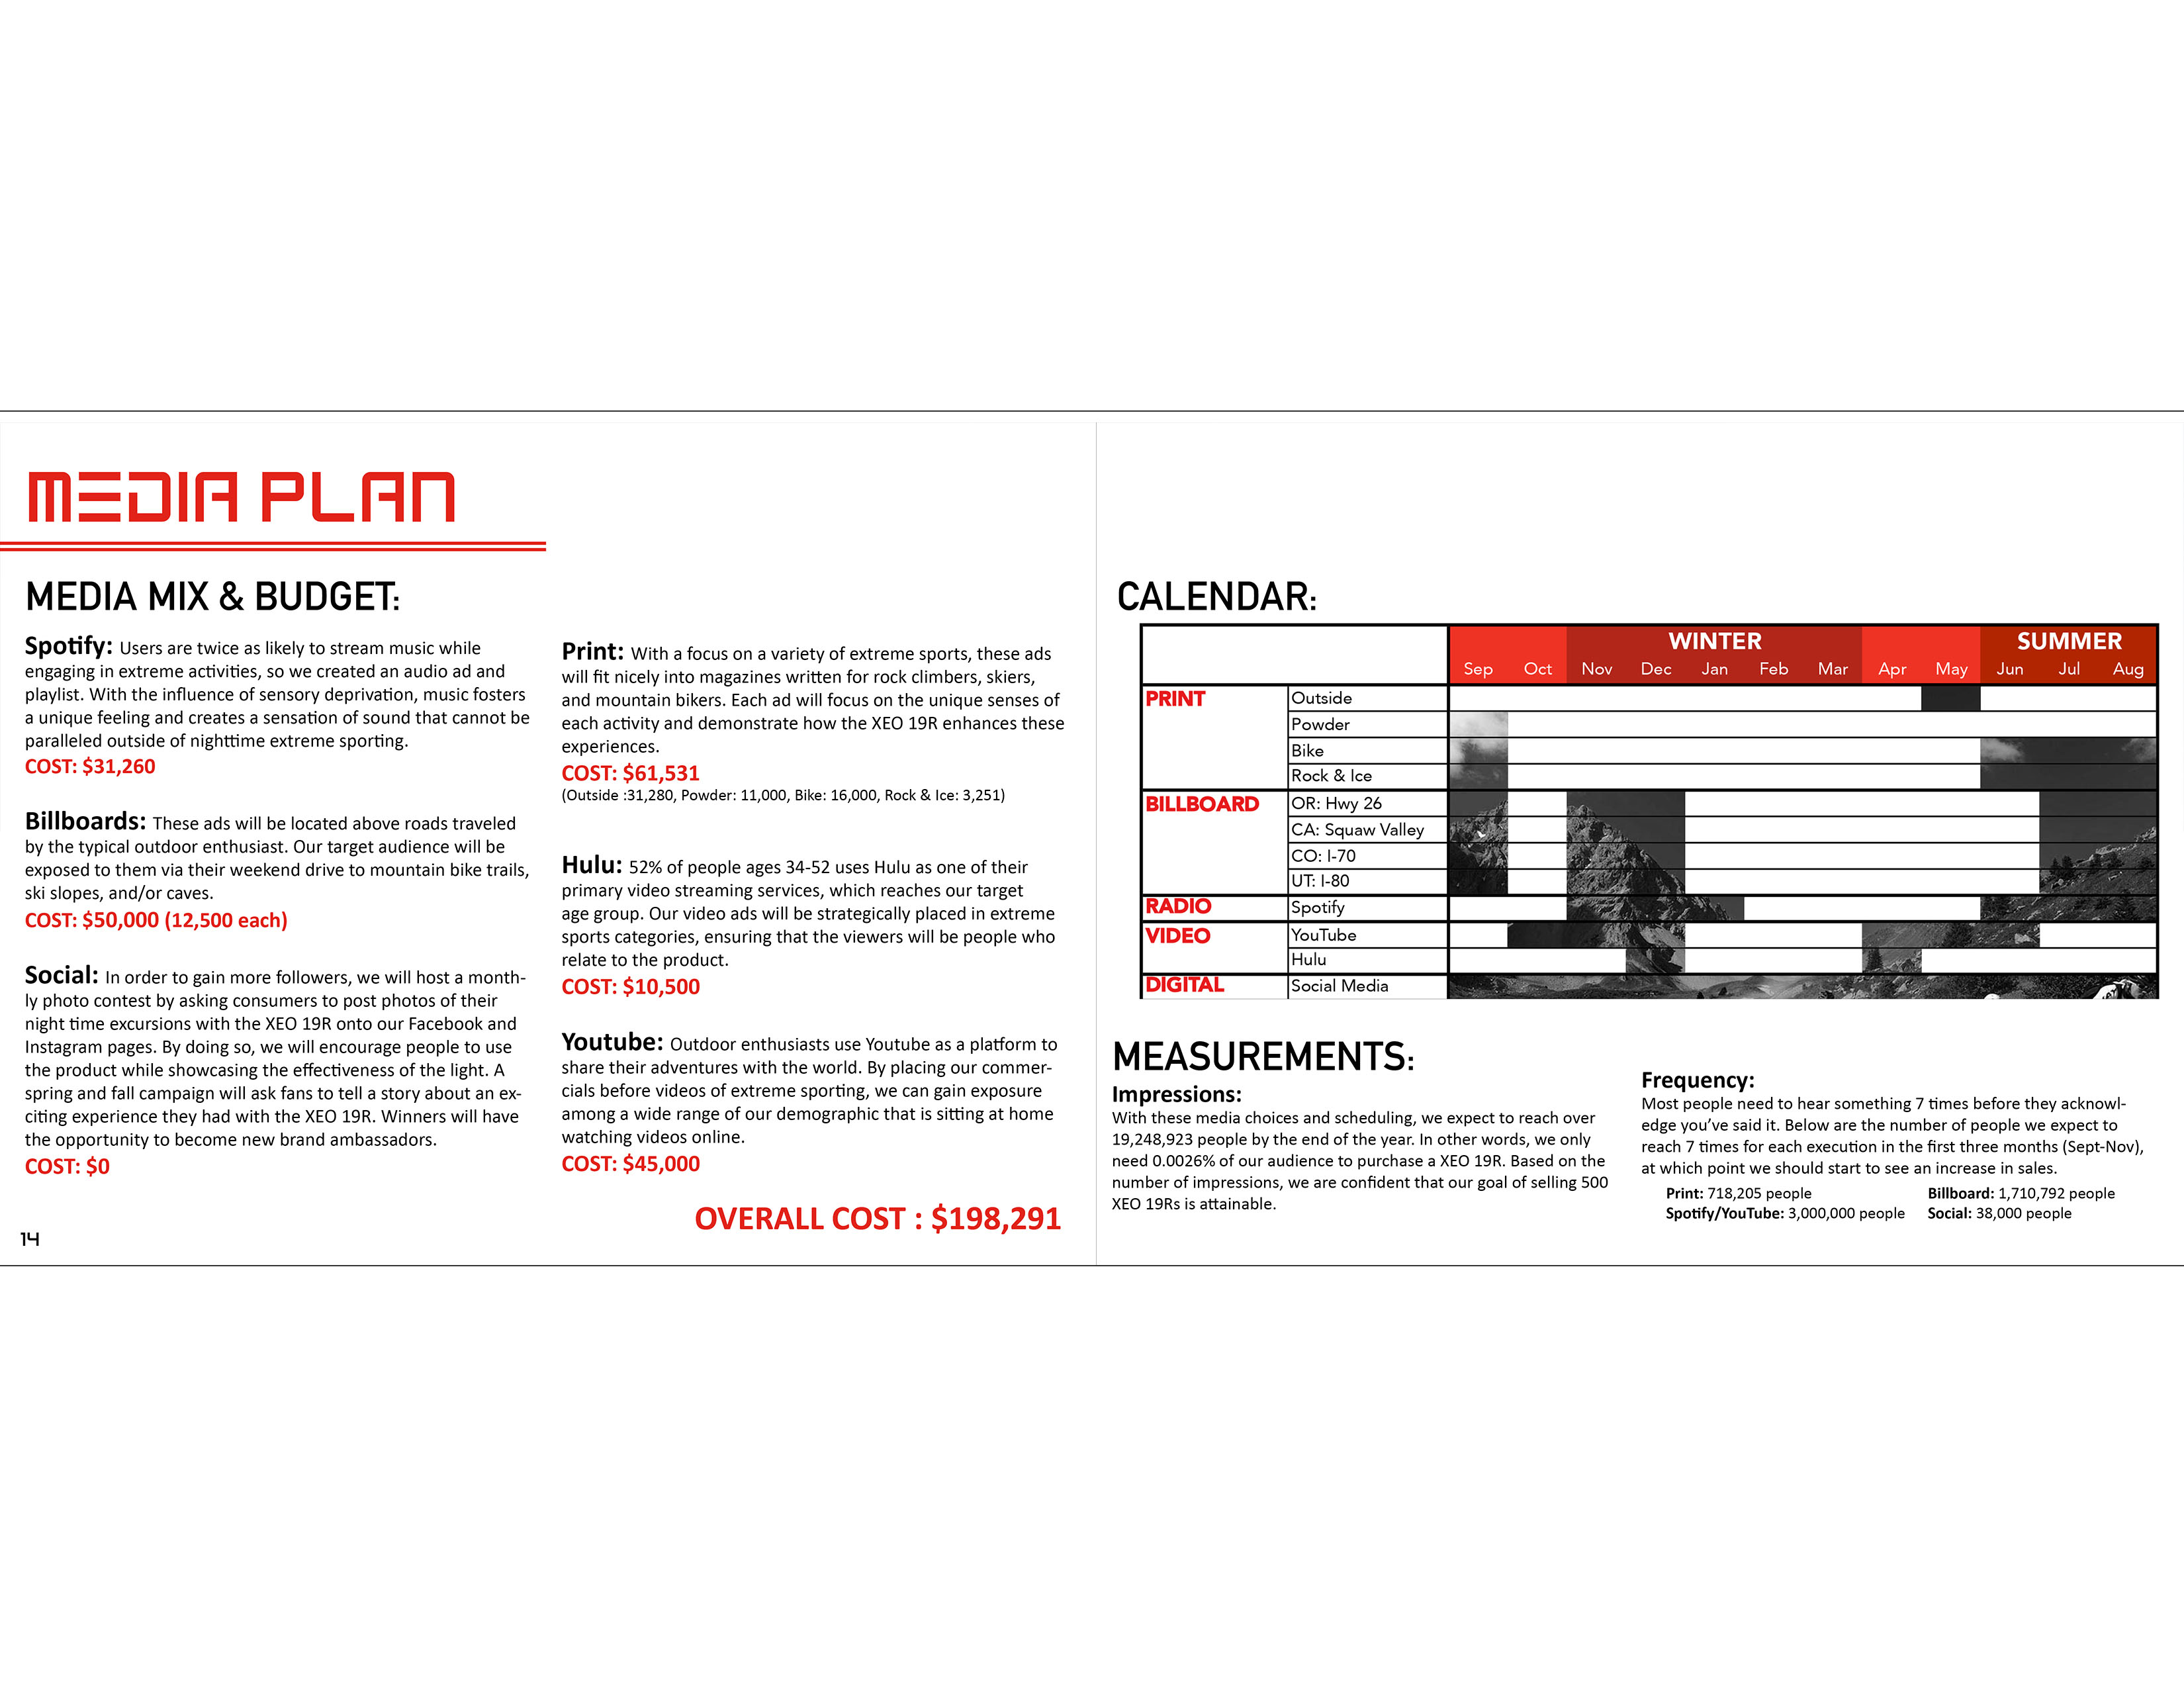 MEDIA PLAN
MEDIA MIX & BUDGET:
Spotify: Users are twice as likely to stream music while
engaging in extreme activities, so we created an audio ad and
playlist. With the influence of sensory deprivation, music fosters
a unique feeling and creates a sensation of sound that cannot be
paralleled outside of nighttime extreme sporting.
COST: $31,260
Billboards: These ads will be located above roads traveled
by the typical outdoor enthusiast. Our target audience will be
exposed to them via their weekend drive to mountain bike trails,
ski slopes, and/or caves.
COST: $50,000 (12,500 each)
Social: In order to gain more followers, we will host a month-
ly photo contest by asking consumers to post photos of their
night time excursions with the XEO 19R onto our Facebook and
Instagram pages. By doing so, we will encourage people to use
the product while showcasing the effectiveness of the light. A
spring and fall campaign will ask fans to tell a story about an ex-
citing experience they had with the XEO 19R. Winners will have
the opportunity to become new brand ambassadors.
COST: $0
Print: With a focus on a variety of extreme sports, these ads
will fit nicely into magazines written for rock climbers, skiers,
and mountain bikers. Each ad will focus on the unique senses of
each activity and demonstrate how the XEO 19R enhances these
experiences.
COST: $61,531
(Outside :31,280, Powder: 11,000, Bike: 16,000, Rock & Ice: 3,251)
Hulu: 52% of people ages 34-52 uses Hulu as one of their
primary video streaming services, which reaches our target
age group. Our video ads will be strategically placed in extreme
sports categories, ensuring that the viewers will be people who
relate to the product.
COST: $10,500
Youtube: Outdoor enthusiasts use Youtube as a platform to
share their adventures with the world. By placing our commer-
cials before videos of extreme sporting, we can gain exposure
among a wide range of our demographic that is sitting at home
watching videos online.
COST: $45,000
OVERALL COST : $198,291
14
CALENDAR:
WINTER SUMMER
Sep Oct Nov Dec Jan Feb Mar Apr May Jun Jul Aug
PRINT Outside
Powder
Bike
Rock & Ice
BILLBOARD OR: Hwy 26
CA: Squaw Valley
CO: I-70
UT: I-80
RADIO Spotify
VIDEO YouTube
Hulu
DIGITAL Social Media
MEASUREMENTS:
Impressions:
With these media choices and scheduling, we expect to reach over
19,248,923 people by the end of the year. In other words, we only
need 0.0026% of our audience to purchase a XEO 19R. Based on the
number of impressions, we are confident that our goal of selling 500
XEO 19Rs is attainable.
Frequency:
Most people need to hear something 7 times before they acknowl-
edge you've said it. Below are the number of people we expect to
reach 7 times for each execution in the first three months (Sept-Nov),
at which point we should start to see an increase in sales.
Print: 718,205 people Billboard: 1,710,792 people
Spotify/YouTube: 3,000,000 people Social: 38,000 people